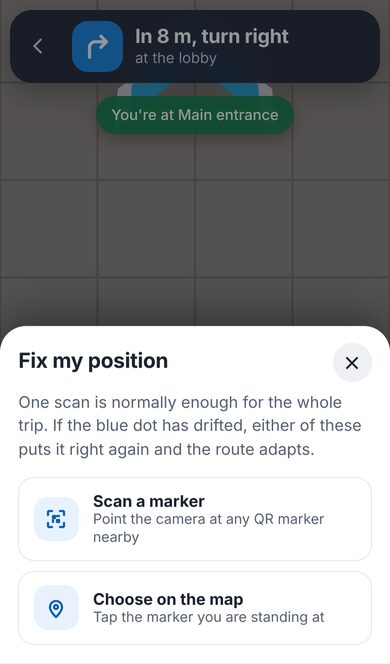 In 8 m, turn right
at the lobby
You're at Main entrance
Fix my position
One scan is normally enough for the whole
trip. If the blue dot has drifted, either of these
puts it right again and the route adapts.
Scan a marker
Point the camera at any QR marker
nearby
Choose on the map
Tap the marker you are standing at